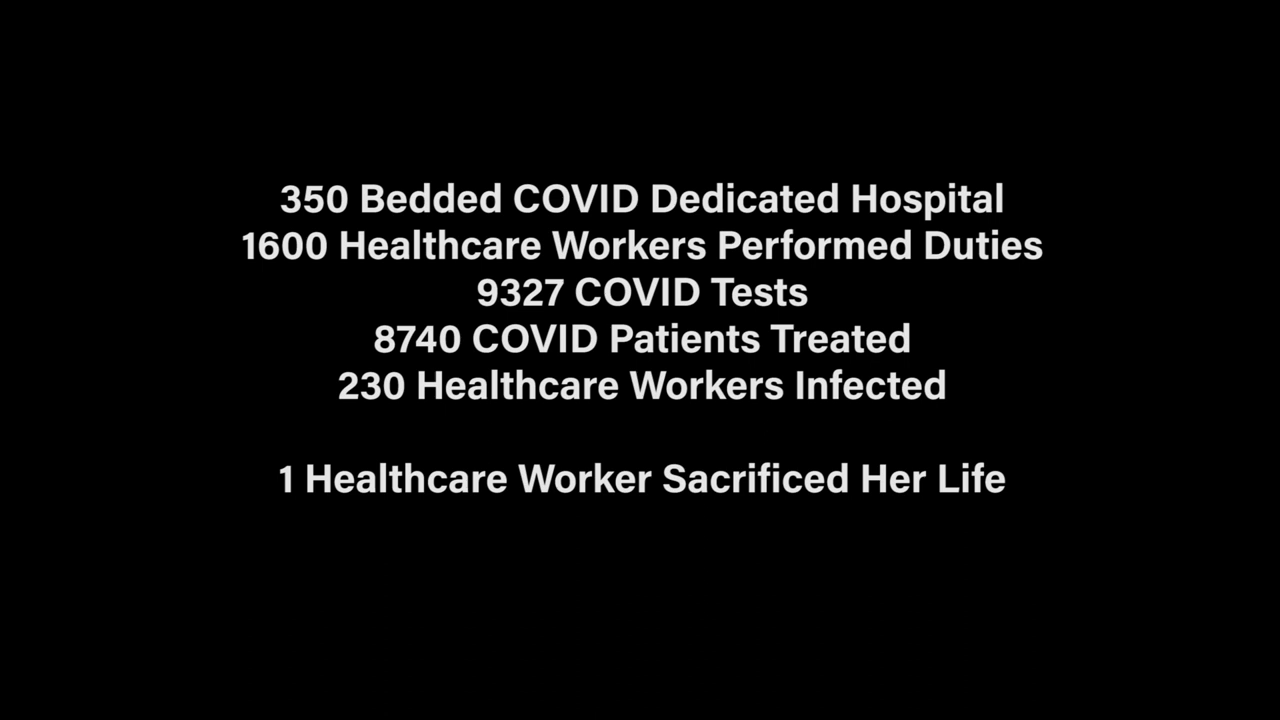 350 Bedded COVID Dedicated Hospital
1600 Healthcare Workers Performed Duties
9327 COVID Tests
8740 COVID Patients Treated
230 Healthcare Workers Infected
1 Healthcare Worker Sacrificed Her Life